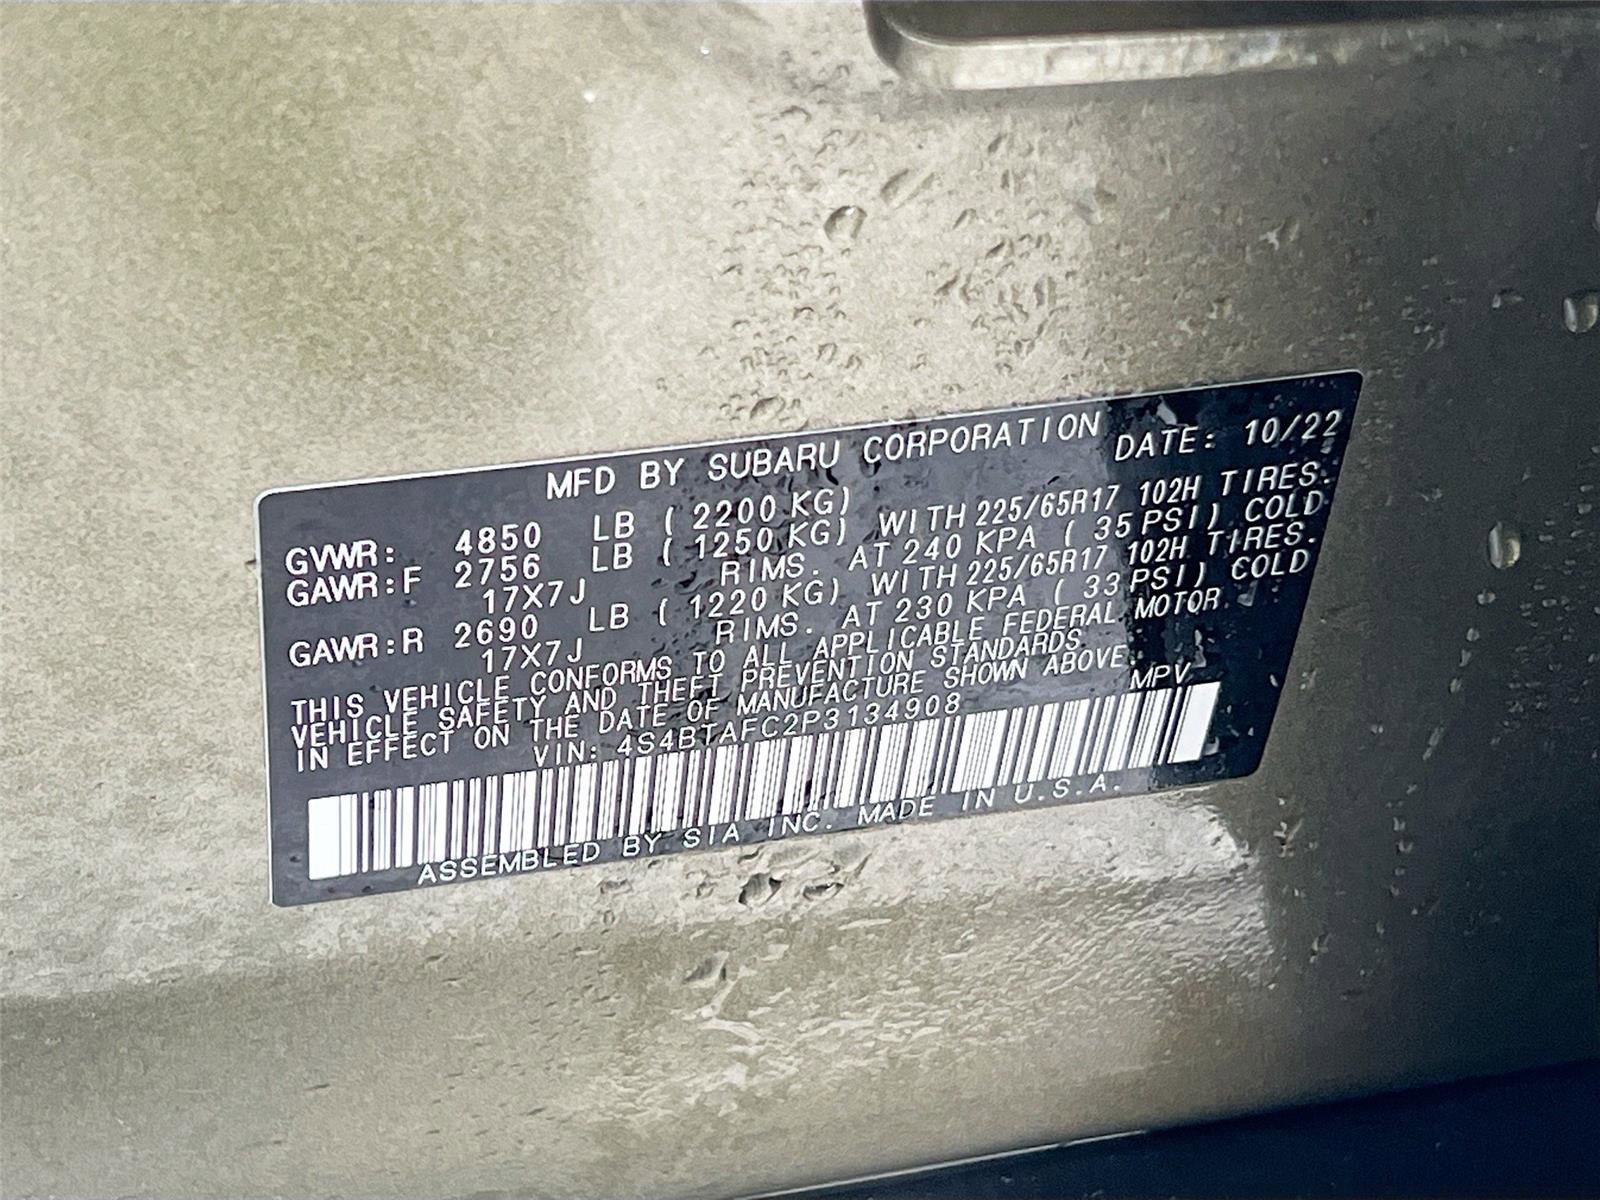 MFD BY SUBARU CORPORATION DATE: 10/22
GVWR: 4850 LB ( 2200 KG)
GAWR:F 2756 LB ( 1250 KG) WITH 225/65R17 102H TIRES.
17X7J RIMS. AT 240 KPA ( 35 PSI) COLD
GAWR:R 2690 LB ( 1220 KG) WITH 225/65R17 102H TIRES.
17X7J RIMS. AT 230 KPA ( 33 PSI) COLD
THIS VEHICLE CONFORMS TO ALL APPLICABLE FEDERAL MOTOR
VEHICLE SAFETY AND THEFT PREVENTION STANDARDS
IN EFFECT ON THE DATE OF MANUFACTURE SHOWN ABOVE.
VIN: 4S4BTAFC2P3134908 MPV
ASSEMBLED BY SIA INC. MADE IN U.S.A.